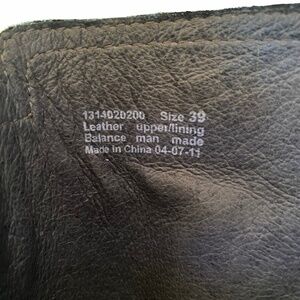 1314020200 Size 39
Leather upper/lining
Balance man made
Made in China 04-07-11